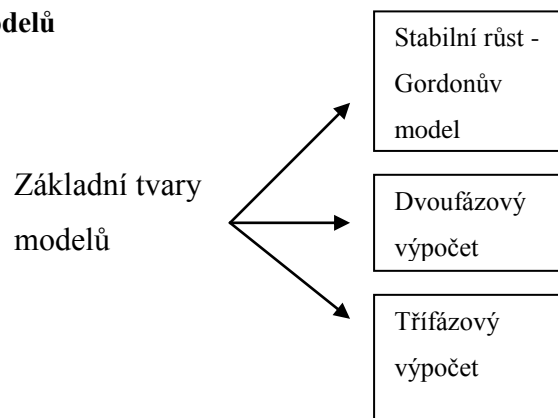 odelů
Základní tvary
modelů
Stabilní růst -
Gordonův
model
Dvoufázový
výpočet
Třífázový
výpočet